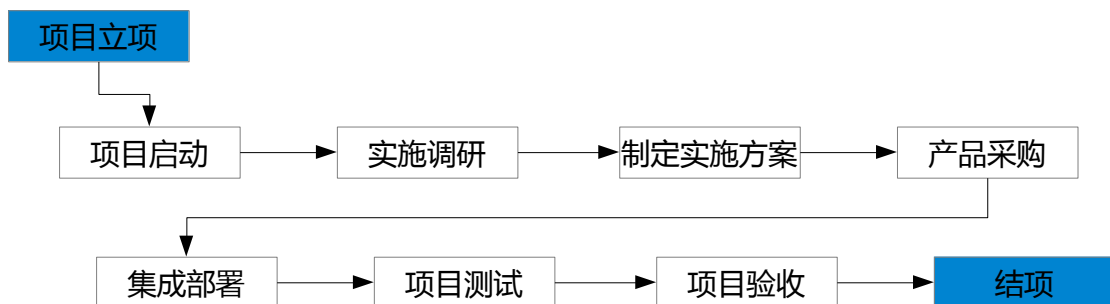 项目立项
项目启动
实施调研
制定实施方案
产品采购
集成部署
项目测试
项目验收
结项